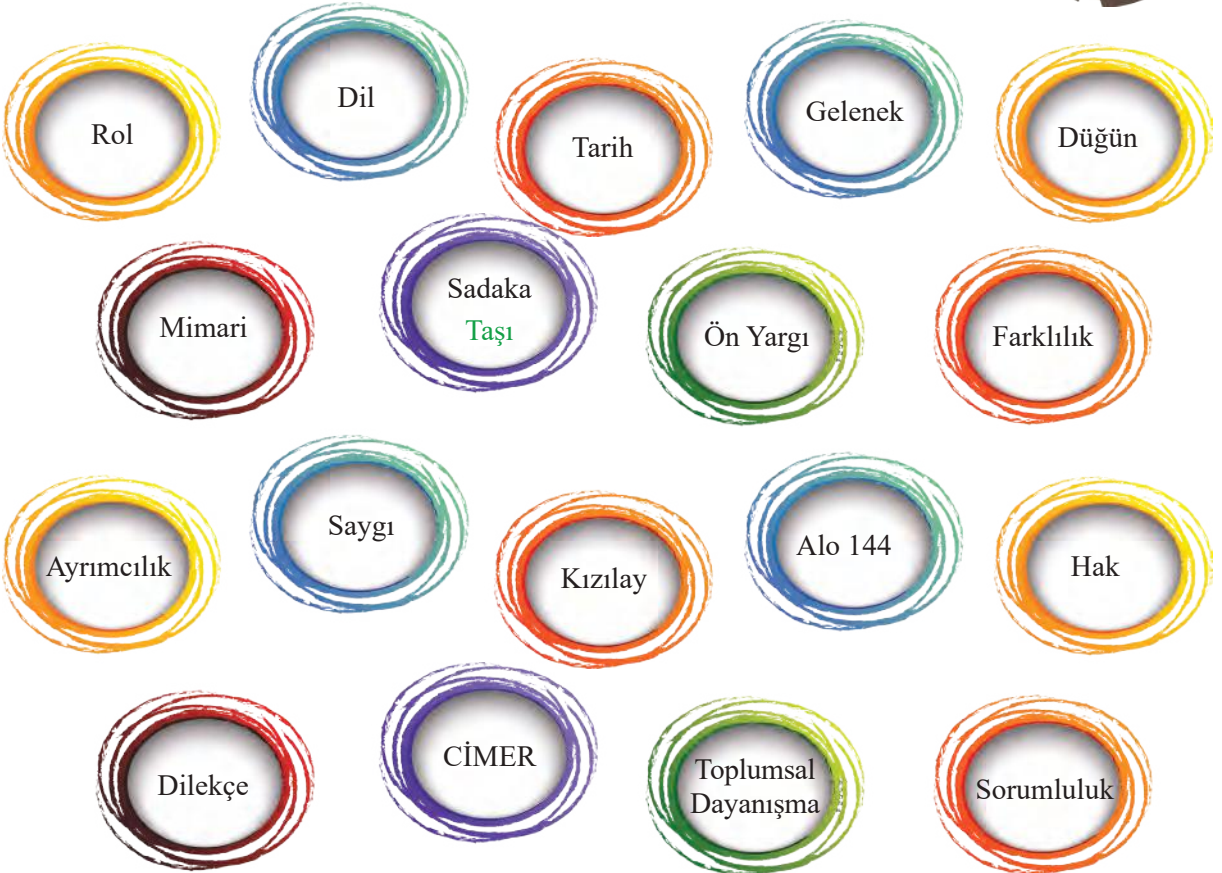 Rol
Dil
Tarih
Gelenek
Düğün
Mimari
Sadaka
Taşı
Ön Yargı
Farklılık
Ayrımcılık
Saygı
Kızılay
Alo 144
Hak
Dilekçe
CİMER
Toplumsal
Dayanışma
Sorumluluk